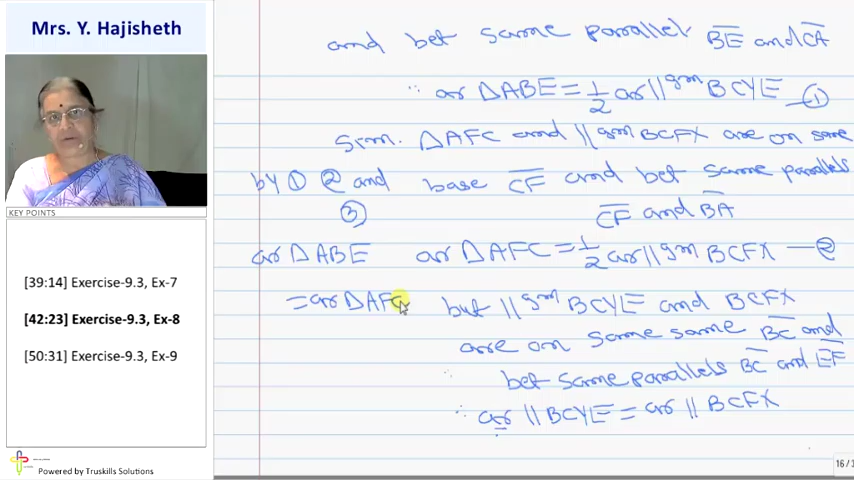 Mrs. Y. Hajisheth
KEY POINTS
[39:14] Exercise-9.3, Ex-7
[42:23] Exercise-9.3, Ex-8
[50:31] Exercise-9.3, Ex-9
Powered by Truskills Solutions
and bet same parallel BE and CA
∴ ar ΔABE = 1/2 ar ||gm BCYE —①
Sim. ΔAFC and ||gm BCFX are on same
base CF and bet same parallels
CF and BA
ar ΔAFC = 1/2 ar ||gm BCFX —②
but ||gm BCYE and BCFX
are on same same BC and
bet same parallels BC and EF
∴ ar || BCYE = ar || BCFX
by ① ② and
③
ar ΔABE
= ar ΔAFC
16/1